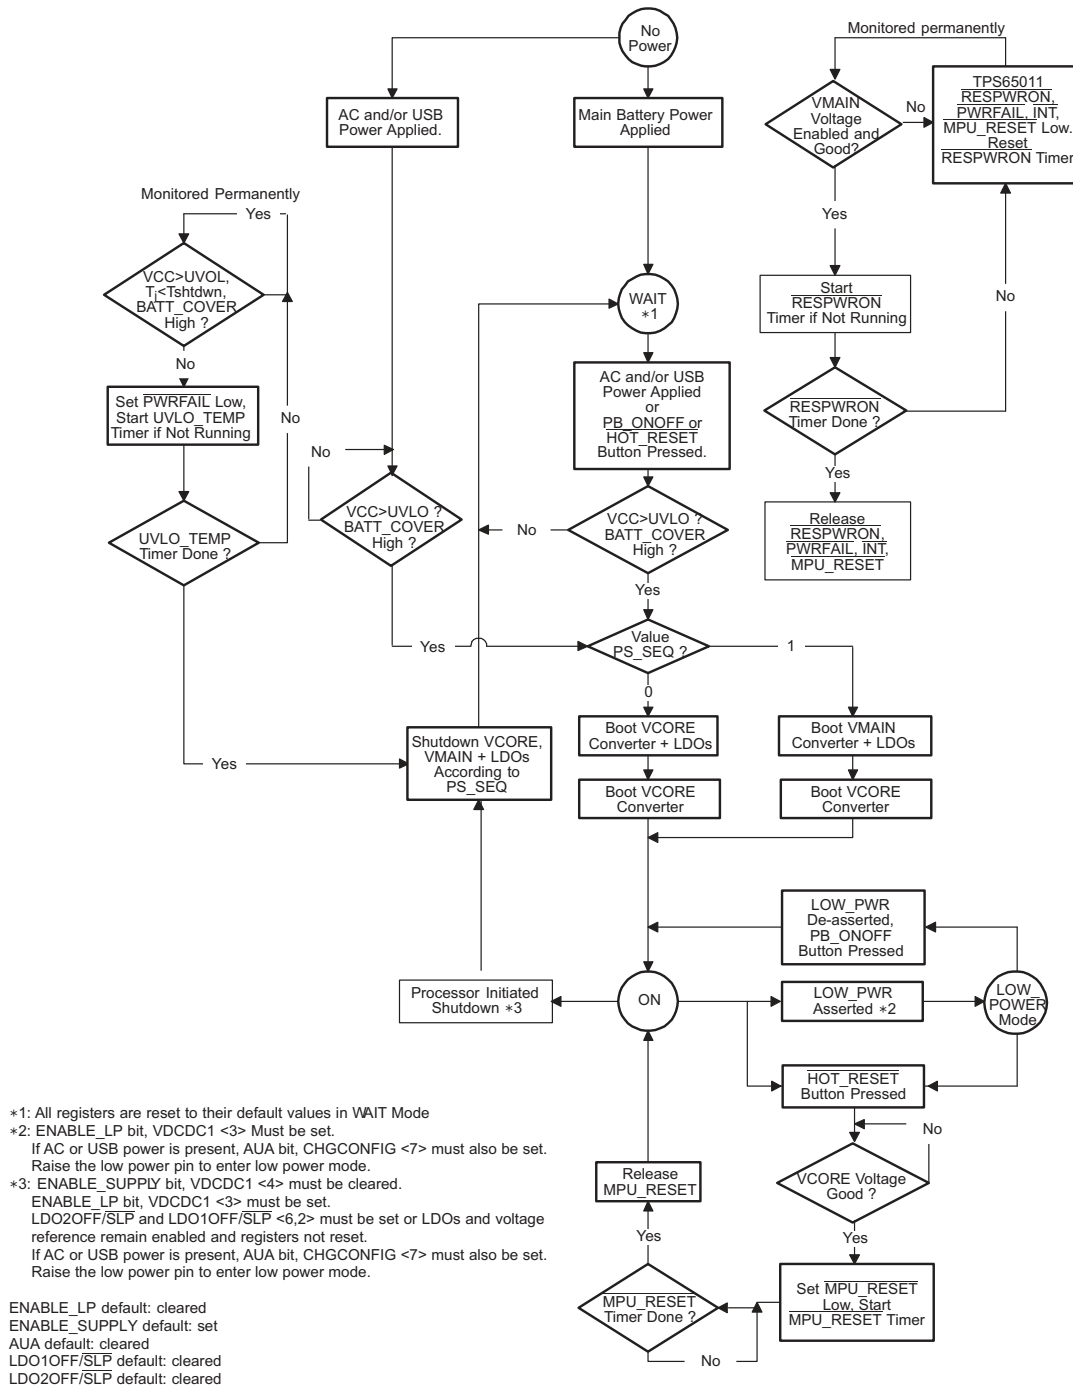 No
Power
Monitored permanently
AC and/or USB
Power Applied.
Main Battery Power
Applied
VMAIN
Voltage
Enabled and
Good?
No
TPS65011
RESPWRON,
PWRFAIL, INT,
MPU_RESET Low.
Reset
RESPWRON Timer
Monitored Permanently
Yes
VCC>UVOL,
Tj<Tshtdwn,
BATT_COVER
High ?
No
Set PWRFAIL Low,
Start UVLO_TEMP
Timer if Not Running
No
UVLO_TEMP
Timer Done ?
Yes
No
VCC>UVLO ?
BATT_COVER
High ?
Yes
WAIT
*1
AC and/or USB
Power Applied
or
PB_ONOFF or
HOT_RESET
Button Pressed.
VCC>UVLO ?
BATT_COVER
High ?
No
Yes
Yes
Start
RESPWRON
Timer if Not Running
No
RESPWRON
Timer Done ?
Yes
Release
RESPWRON,
PWRFAIL, INT,
MPU_RESET
Value
PS_SEQ ?
1
0
Shutdown VCORE,
VMAIN + LDOs
According to
PS_SEQ
Boot VCORE
Converter + LDOs
Boot VMAIN
Converter + LDOs
Boot VCORE
Converter
Boot VCORE
Converter
LOW_PWR
De-asserted,
PB_ONOFF
Button Pressed
Processor Initiated
Shutdown *3
ON
LOW_PWR
Asserted *2
LOW_
POWER
Mode
HOT_RESET
Button Pressed
No
VCORE Voltage
Good ?
Yes
Release
MPU_RESET
Yes
MPU_RESET
Timer Done ?
No
Set MPU_RESET
Low, Start
MPU_RESET Timer
*1: All registers are reset to their default values in WAIT Mode
*2: ENABLE_LP bit, VDCDC1 <3> Must be set.
If AC or USB power is present, AUA bit, CHGCONFIG <7> must also be set.
Raise the low power pin to enter low power mode.
*3: ENABLE_SUPPLY bit, VDCDC1 <4> must be cleared.
ENABLE_LP bit, VDCDC1 <3> must be set.
LDO2OFF/SLP and LDO1OFF/SLP <6,2> must be set or LDOs and voltage
reference remain enabled and registers not reset.
If AC or USB power is present, AUA bit, CHGCONFIG <7> must also be set.
Raise the low power pin to enter low power mode.
ENABLE_LP default: cleared
ENABLE_SUPPLY default: set
AUA default: cleared
LDO1OFF/SLP default: cleared
LDO2OFF/SLP default: cleared